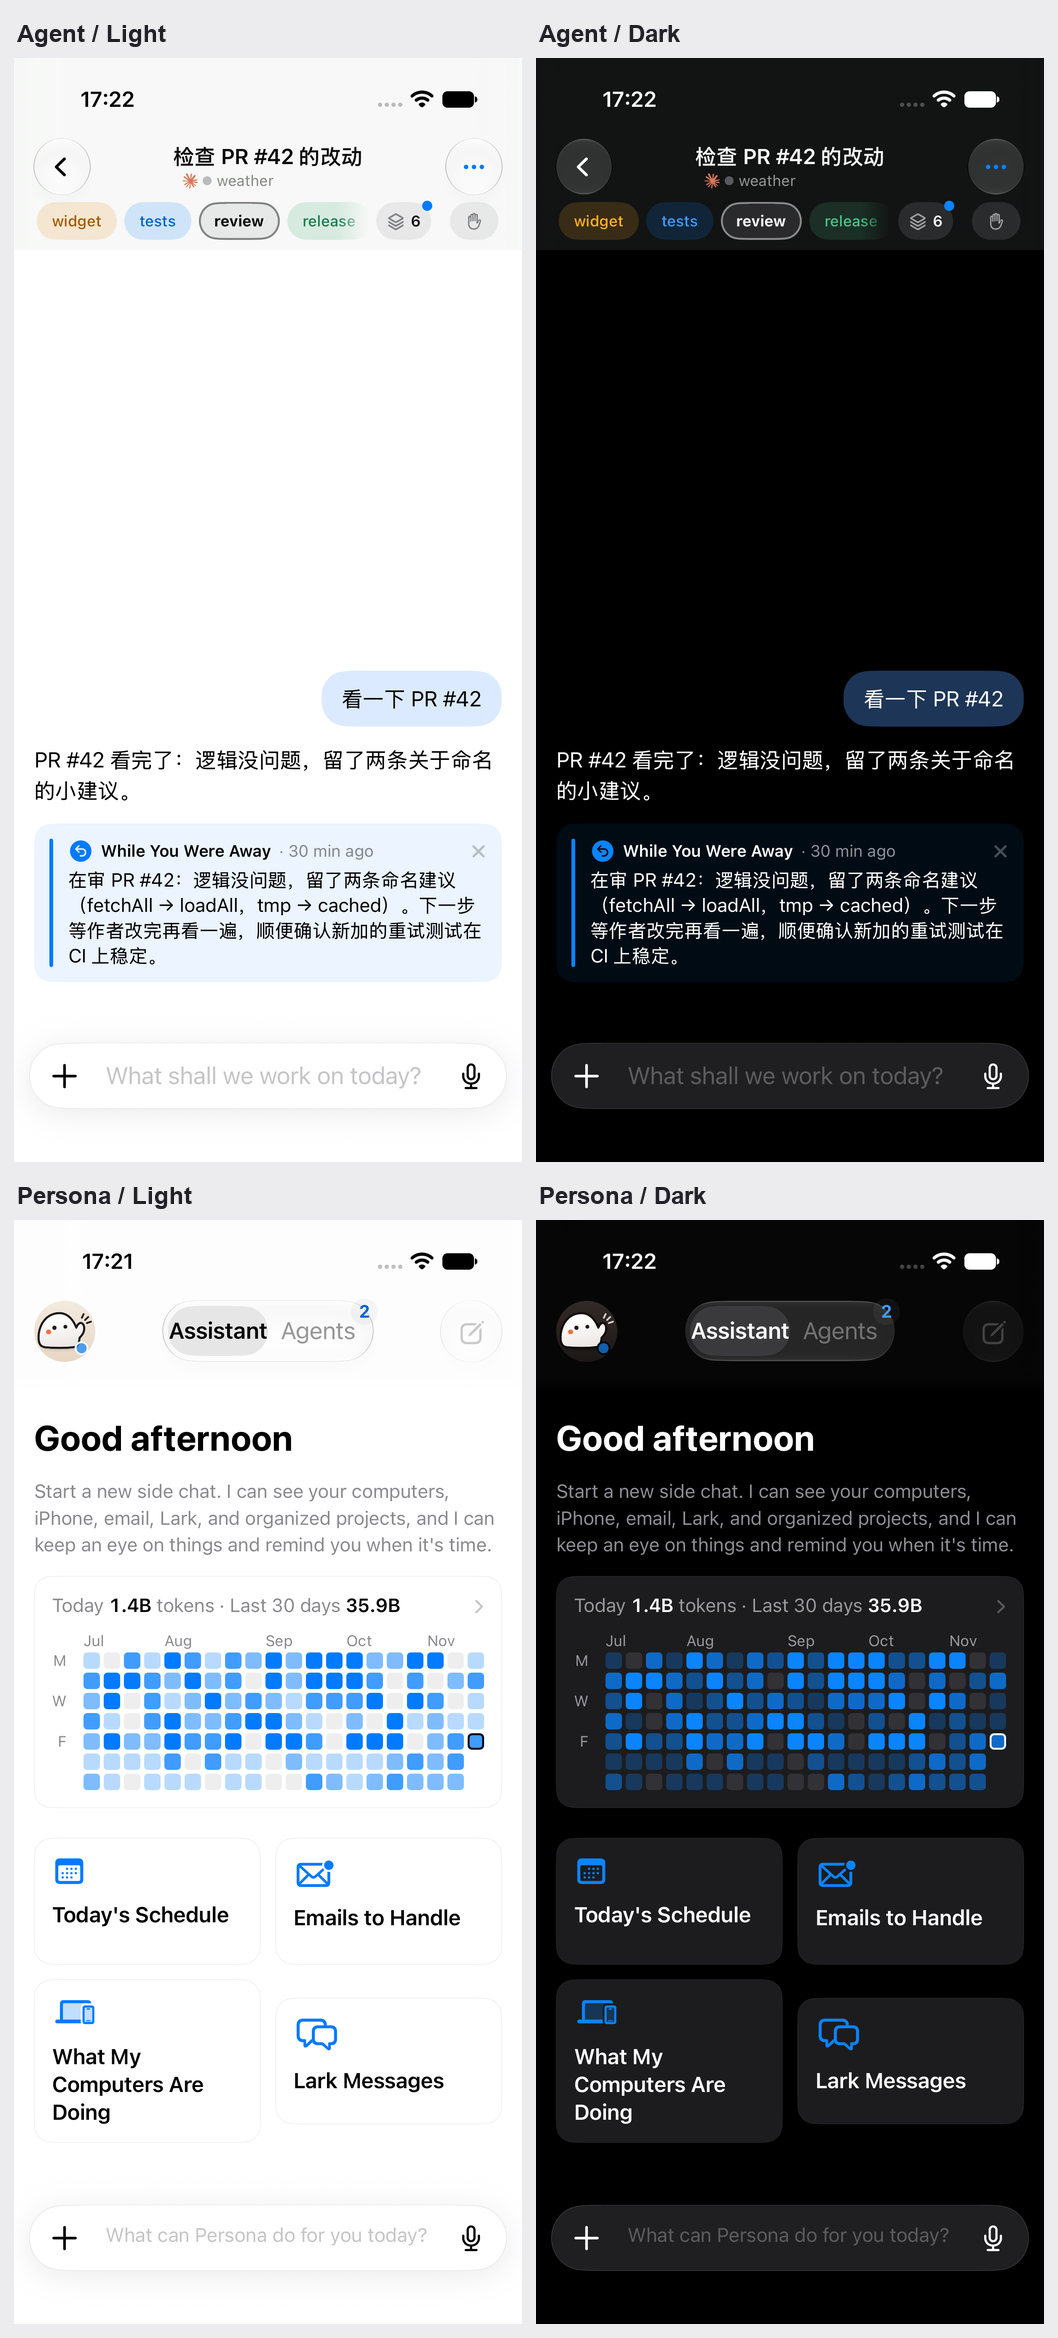 Agent / Light
17:22
检查 PR #42 的改动
weather
widget
tests
review
release
6
看一下 PR #42
PR #42 看完了：逻辑没问题，留了两条关于命名
的小建议。
While You Were Away · 30 min ago
在审 PR #42：逻辑没问题，留了两条命名建议
（fetchAll → loadAll，tmp → cached）。下一步
等作者改完再看一遍，顺便确认新加的重试测试在
CI 上稳定。
What shall we work on today?
Agent / Dark
17:22
检查 PR #42 的改动
weather
widget
tests
review
release
6
看一下 PR #42
PR #42 看完了：逻辑没问题，留了两条关于命名
的小建议。
While You Were Away · 30 min ago
在审 PR #42：逻辑没问题，留了两条命名建议
（fetchAll → loadAll，tmp → cached）。下一步
等作者改完再看一遍，顺便确认新加的重试测试在
CI 上稳定。
What shall we work on today?
Persona / Light
17:21
Assistant
Agents
2
Good afternoon
Start a new side chat. I can see your computers,
iPhone, email, Lark, and organized projects, and I can
keep an eye on things and remind you when it's time.
Today 1.4B tokens · Last 30 days 35.9B
Jul Aug Sep Oct Nov
M
W
F
Today's Schedule
Emails to Handle
What My
Computers Are
Doing
Lark Messages
What can Persona do for you today?
Persona / Dark
17:22
Assistant
Agents
2
Good afternoon
Start a new side chat. I can see your computers,
iPhone, email, Lark, and organized projects, and I can
keep an eye on things and remind you when it's time.
Today 1.4B tokens · Last 30 days 35.9B
Jul Aug Sep Oct Nov
M
W
F
Today's Schedule
Emails to Handle
What My
Computers Are
Doing
Lark Messages
What can Persona do for you today?